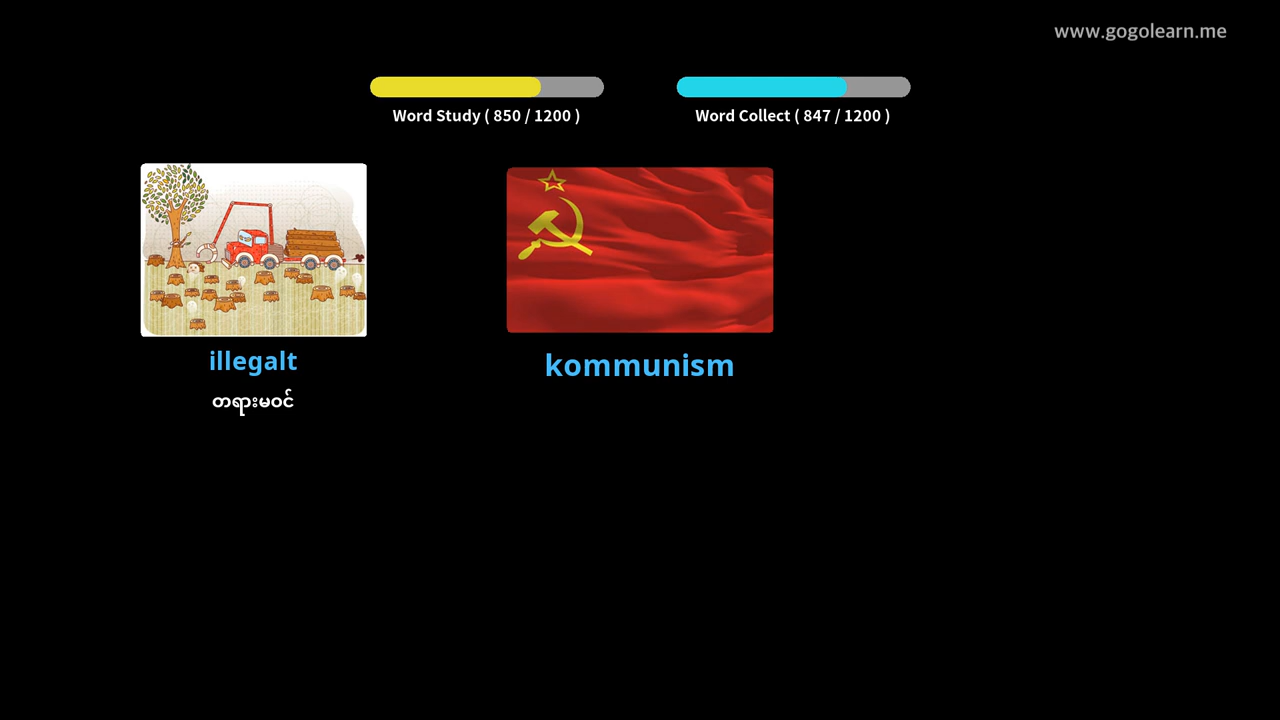 www.gogolearn.me
Word Study ( 850 / 1200 )
Word Collect ( 847 / 1200 )
illegalt
တရားမဝင်
kommunism